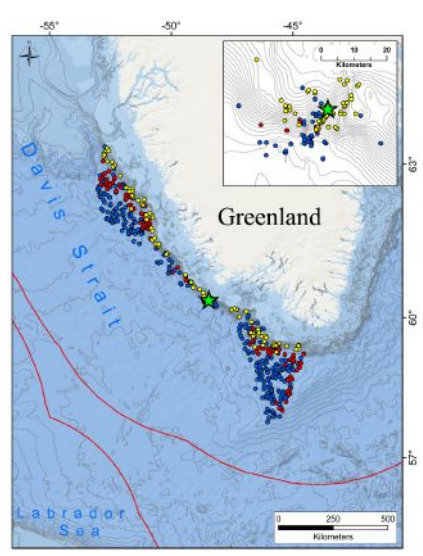 -55°
-50°
-45°
0
10
20
Kilometers
N
63°
Davis Strait
Greenland
60°
57°
Labrador
Sea
0
250
500
Kilometers